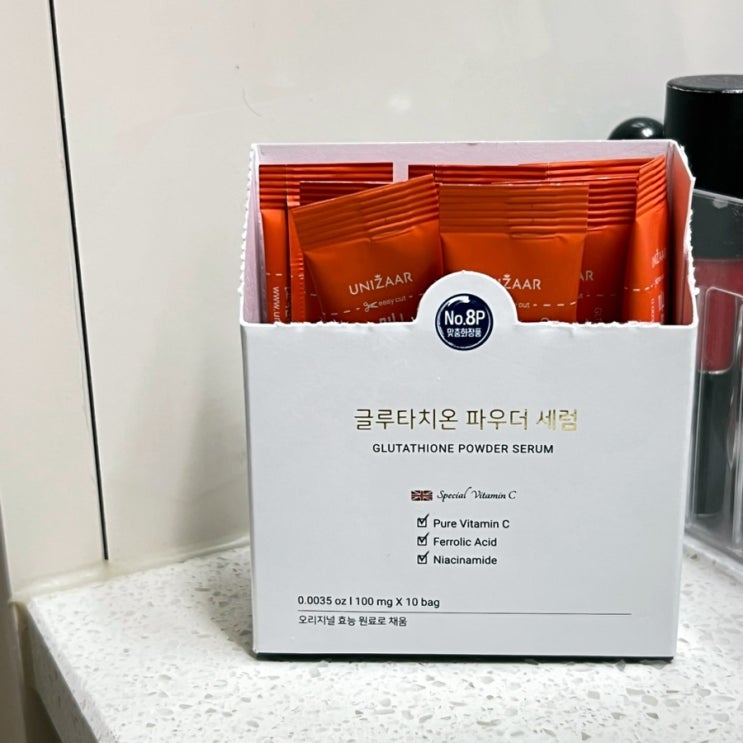 UNIZAAR
easy cut
No.8P
맞춤화장품
글루타치온 파우더 세럼
GLUTATHIONE POWDER SERUM
Special Vitamin C
Pure Vitamin C
Ferrolic Acid
Niacinamide
0.0035 oz l 100 mg X 10 bag
오리지널 효능 원료로 채움